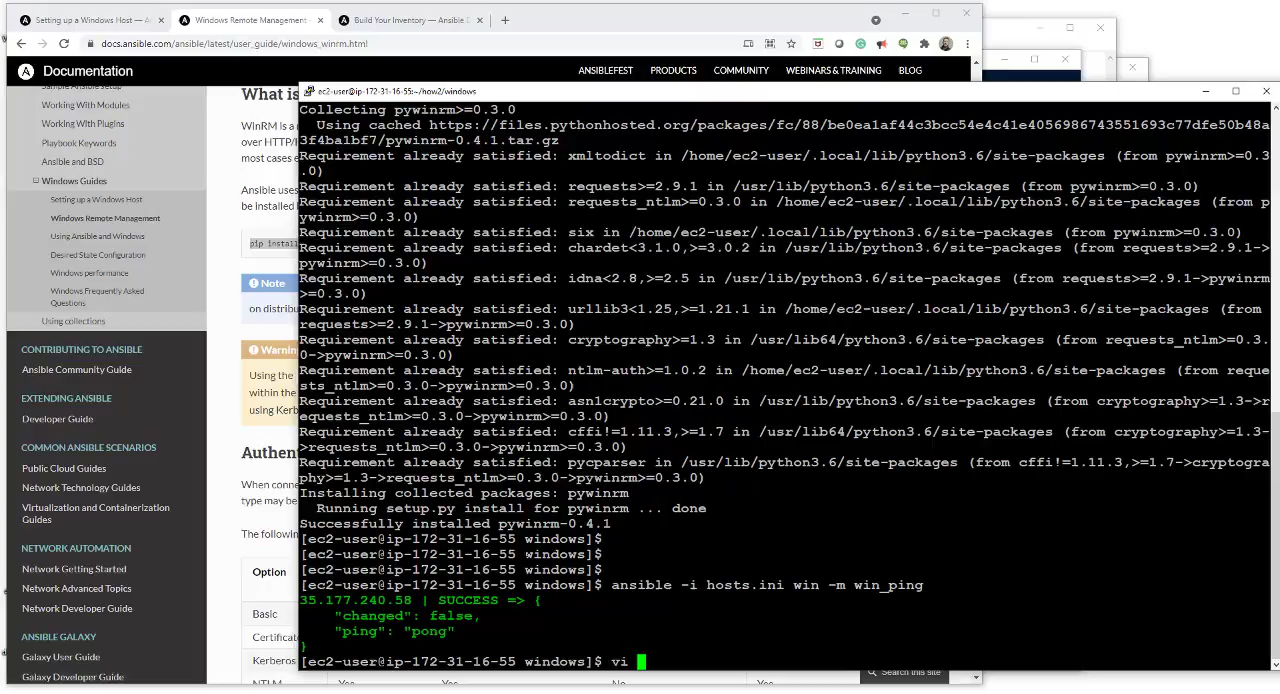 Setting up a Windows Host — A
Windows Remote Management
Build Your Inventory — Ansible D
docs.ansible.com/ansible/latest/user_guide/windows_winrm.html
Documentation
ANSIBLEFEST
PRODUCTS
COMMUNITY
WEBINARS & TRAINING
BLOG
Sample Ansible setup
Working With Modules
Working With Plugins
Playbook Keywords
Ansible and BSD
Windows Guides
Setting up a Windows Host
Windows Remote Management
Using Ansible and Windows
Desired State Configuration
Windows performance
Windows Frequently Asked
Questions
Using collections
CONTRIBUTING TO ANSIBLE
Ansible Community Guide
EXTENDING ANSIBLE
Developer Guide
COMMON ANSIBLE SCENARIOS
Public Cloud Guides
Network Technology Guides
Virtualization and Containerization
Guides
NETWORK AUTOMATION
Network Getting Started
Network Advanced Topics
Network Developer Guide
ANSIBLE GALAXY
Galaxy User Guide
Galaxy Developer Guide
What is
WinRM is a
over HTTP/
most cases
Ansible uses
be installed
pip instal
Note
on distribu
Warnin
Using the
within the
using Kerb
Authen
When conne
type may be
The followin
Option
Basic
Certificat
Kerberos
NTLM
Yes
Yes
No
Yes
Search this site
ec2-user@ip-172-31-16-55:~/how2/windows
Collecting pywinrm>=0.3.0
Using cached https://files.pythonhosted.org/packages/fc/88/be0ea1af44c3bcc54e4c41e4056986743551693c77dfe50b48a
3f4ba1bf7/pywinrm-0.4.1.tar.gz
Requirement already satisfied: xmltodict in /home/ec2-user/.local/lib/python3.6/site-packages (from pywinrm>=0.3
.0)
Requirement already satisfied: requests>=2.9.1 in /usr/lib/python3.6/site-packages (from pywinrm>=0.3.0)
Requirement already satisfied: requests_ntlm>=0.3.0 in /home/ec2-user/.local/lib/python3.6/site-packages (from p
ywinrm>=0.3.0)
Requirement already satisfied: six in /home/ec2-user/.local/lib/python3.6/site-packages (from pywinrm>=0.3.0)
Requirement already satisfied: chardet<3.1.0,>=3.0.2 in /usr/lib/python3.6/site-packages (from requests>=2.9.1->
pywinrm>=0.3.0)
Requirement already satisfied: idna<2.8,>=2.5 in /usr/lib/python3.6/site-packages (from requests>=2.9.1->pywinrm
>=0.3.0)
Requirement already satisfied: urllib3<1.25,>=1.21.1 in /home/ec2-user/.local/lib/python3.6/site-packages (from
requests>=2.9.1->pywinrm>=0.3.0)
Requirement already satisfied: cryptography>=1.3 in /usr/lib64/python3.6/site-packages (from requests_ntlm>=0.3.
0->pywinrm>=0.3.0)
Requirement already satisfied: ntlm-auth>=1.0.2 in /home/ec2-user/.local/lib/python3.6/site-packages (from reque
sts_ntlm>=0.3.0->pywinrm>=0.3.0)
Requirement already satisfied: asn1crypto>=0.21.0 in /usr/lib/python3.6/site-packages (from cryptography>=1.3->r
equests_ntlm>=0.3.0->pywinrm>=0.3.0)
Requirement already satisfied: cffi!=1.11.3,>=1.7 in /usr/lib64/python3.6/site-packages (from cryptography>=1.3-
>requests_ntlm>=0.3.0->pywinrm>=0.3.0)
Requirement already satisfied: pycparser in /usr/lib/python3.6/site-packages (from cffi!=1.11.3,>=1.7->cryptogra
phy>=1.3->requests_ntlm>=0.3.0->pywinrm>=0.3.0)
Installing collected packages: pywinrm
Running setup.py install for pywinrm ... done
Successfully installed pywinrm-0.4.1
[ec2-user@ip-172-31-16-55 windows]$
[ec2-user@ip-172-31-16-55 windows]$
[ec2-user@ip-172-31-16-55 windows]$
[ec2-user@ip-172-31-16-55 windows]$ ansible -i hosts.ini win -m win_ping
35.177.240.58 | SUCCESS => {
"changed": false,
"ping": "pong"
}
[ec2-user@ip-172-31-16-55 windows]$ vi